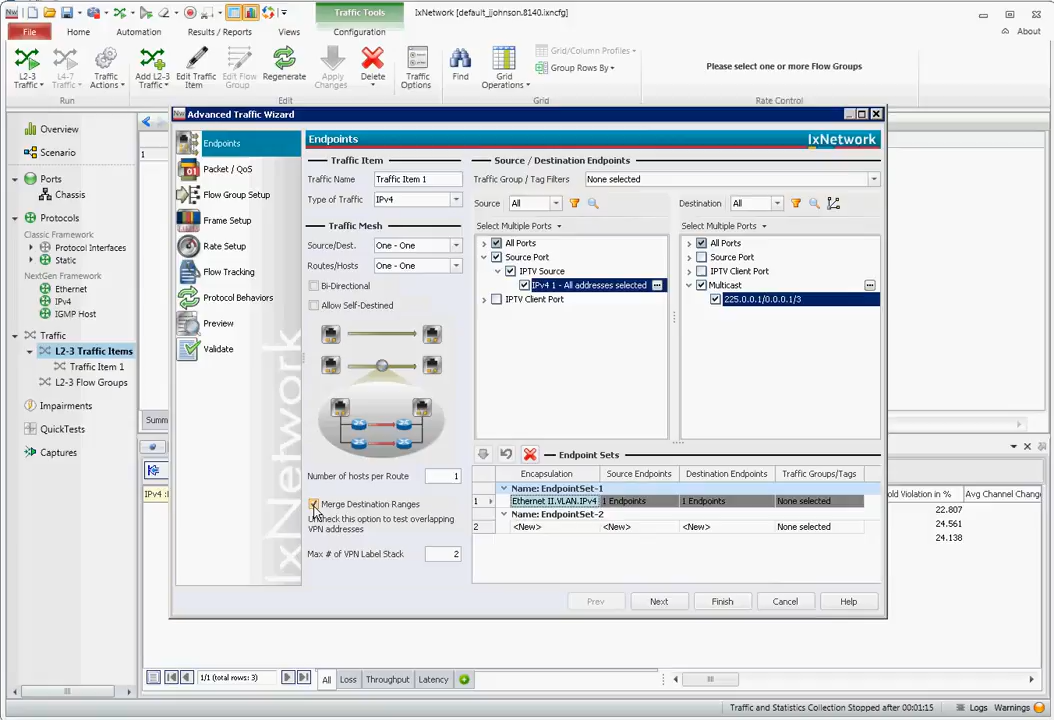 Traffic Tools
IxNetwork [default_jjohnson.8140.ixncfg]
File
Home
Automation
Results / Reports
Views
Configuration
About
L2-3
Traffic
L4-7
Traffic
Traffic
Actions
Run
Add L2-3
Traffic
Edit Traffic
Item
Edit Flow
Group
Regenerate
Apply
Changes
Delete
Edit
Traffic
Options
Find
Grid
Operations
Grid/Column Profiles
Group Rows By
Grid
Please select one or more Flow Groups
Rate Control
Overview
Scenario
Ports
Chassis
Protocols
Classic Framework
Protocol Interfaces
Static
NextGen Framework
Ethernet
IPv4
IGMP Host
Traffic
L2-3 Traffic Items
Traffic Item 1
L2-3 Flow Groups
Impairments
QuickTests
Captures
1
Summ
IPv4 :
Advanced Traffic Wizard
Endpoints
Packet / QoS
Flow Group Setup
Frame Setup
Rate Setup
Flow Tracking
Protocol Behaviors
Preview
Validate
IxNetwork
Endpoints
IxNetwork
Traffic Item
Traffic Name
Traffic Item 1
Type of Traffic
IPv4
Traffic Mesh
Source/Dest.
One - One
Routes/Hosts
One - One
Bi-Directional
Allow Self-Destined
Number of hosts per Route
1
Merge Destination Ranges
Uncheck this option to test overlapping
VPN addresses
Max # of VPN Label Stack
2
Source / Destination Endpoints
Traffic Group / Tag Filters
None selected
Source
All
Destination
All
Select Multiple Ports
All Ports
Source Port
IPTV Source
IPv4 1 - All addresses selected
IPTV Client Port
Select Multiple Ports
All Ports
Source Port
IPTV Client Port
Multicast
225.0.0.1/0.0.0.1/3
Endpoint Sets
Encapsulation
Source Endpoints
Destination Endpoints
Traffic Groups/Tags
Name: EndpointSet-1
1
Ethernet II.VLAN.IPv4
1 Endpoints
1 Endpoints
None selected
Name: EndpointSet-2
2
<New>
<New>
<New>
None selected
Prev
Next
Finish
Cancel
Help
old Violation in %
Avg Channel Change
22.807
24.561
24.138
1/1 (total rows: 3)
All
Loss
Throughput
Latency
Traffic and Statistics Collection Stopped after 00:01:15
Logs
Warnings